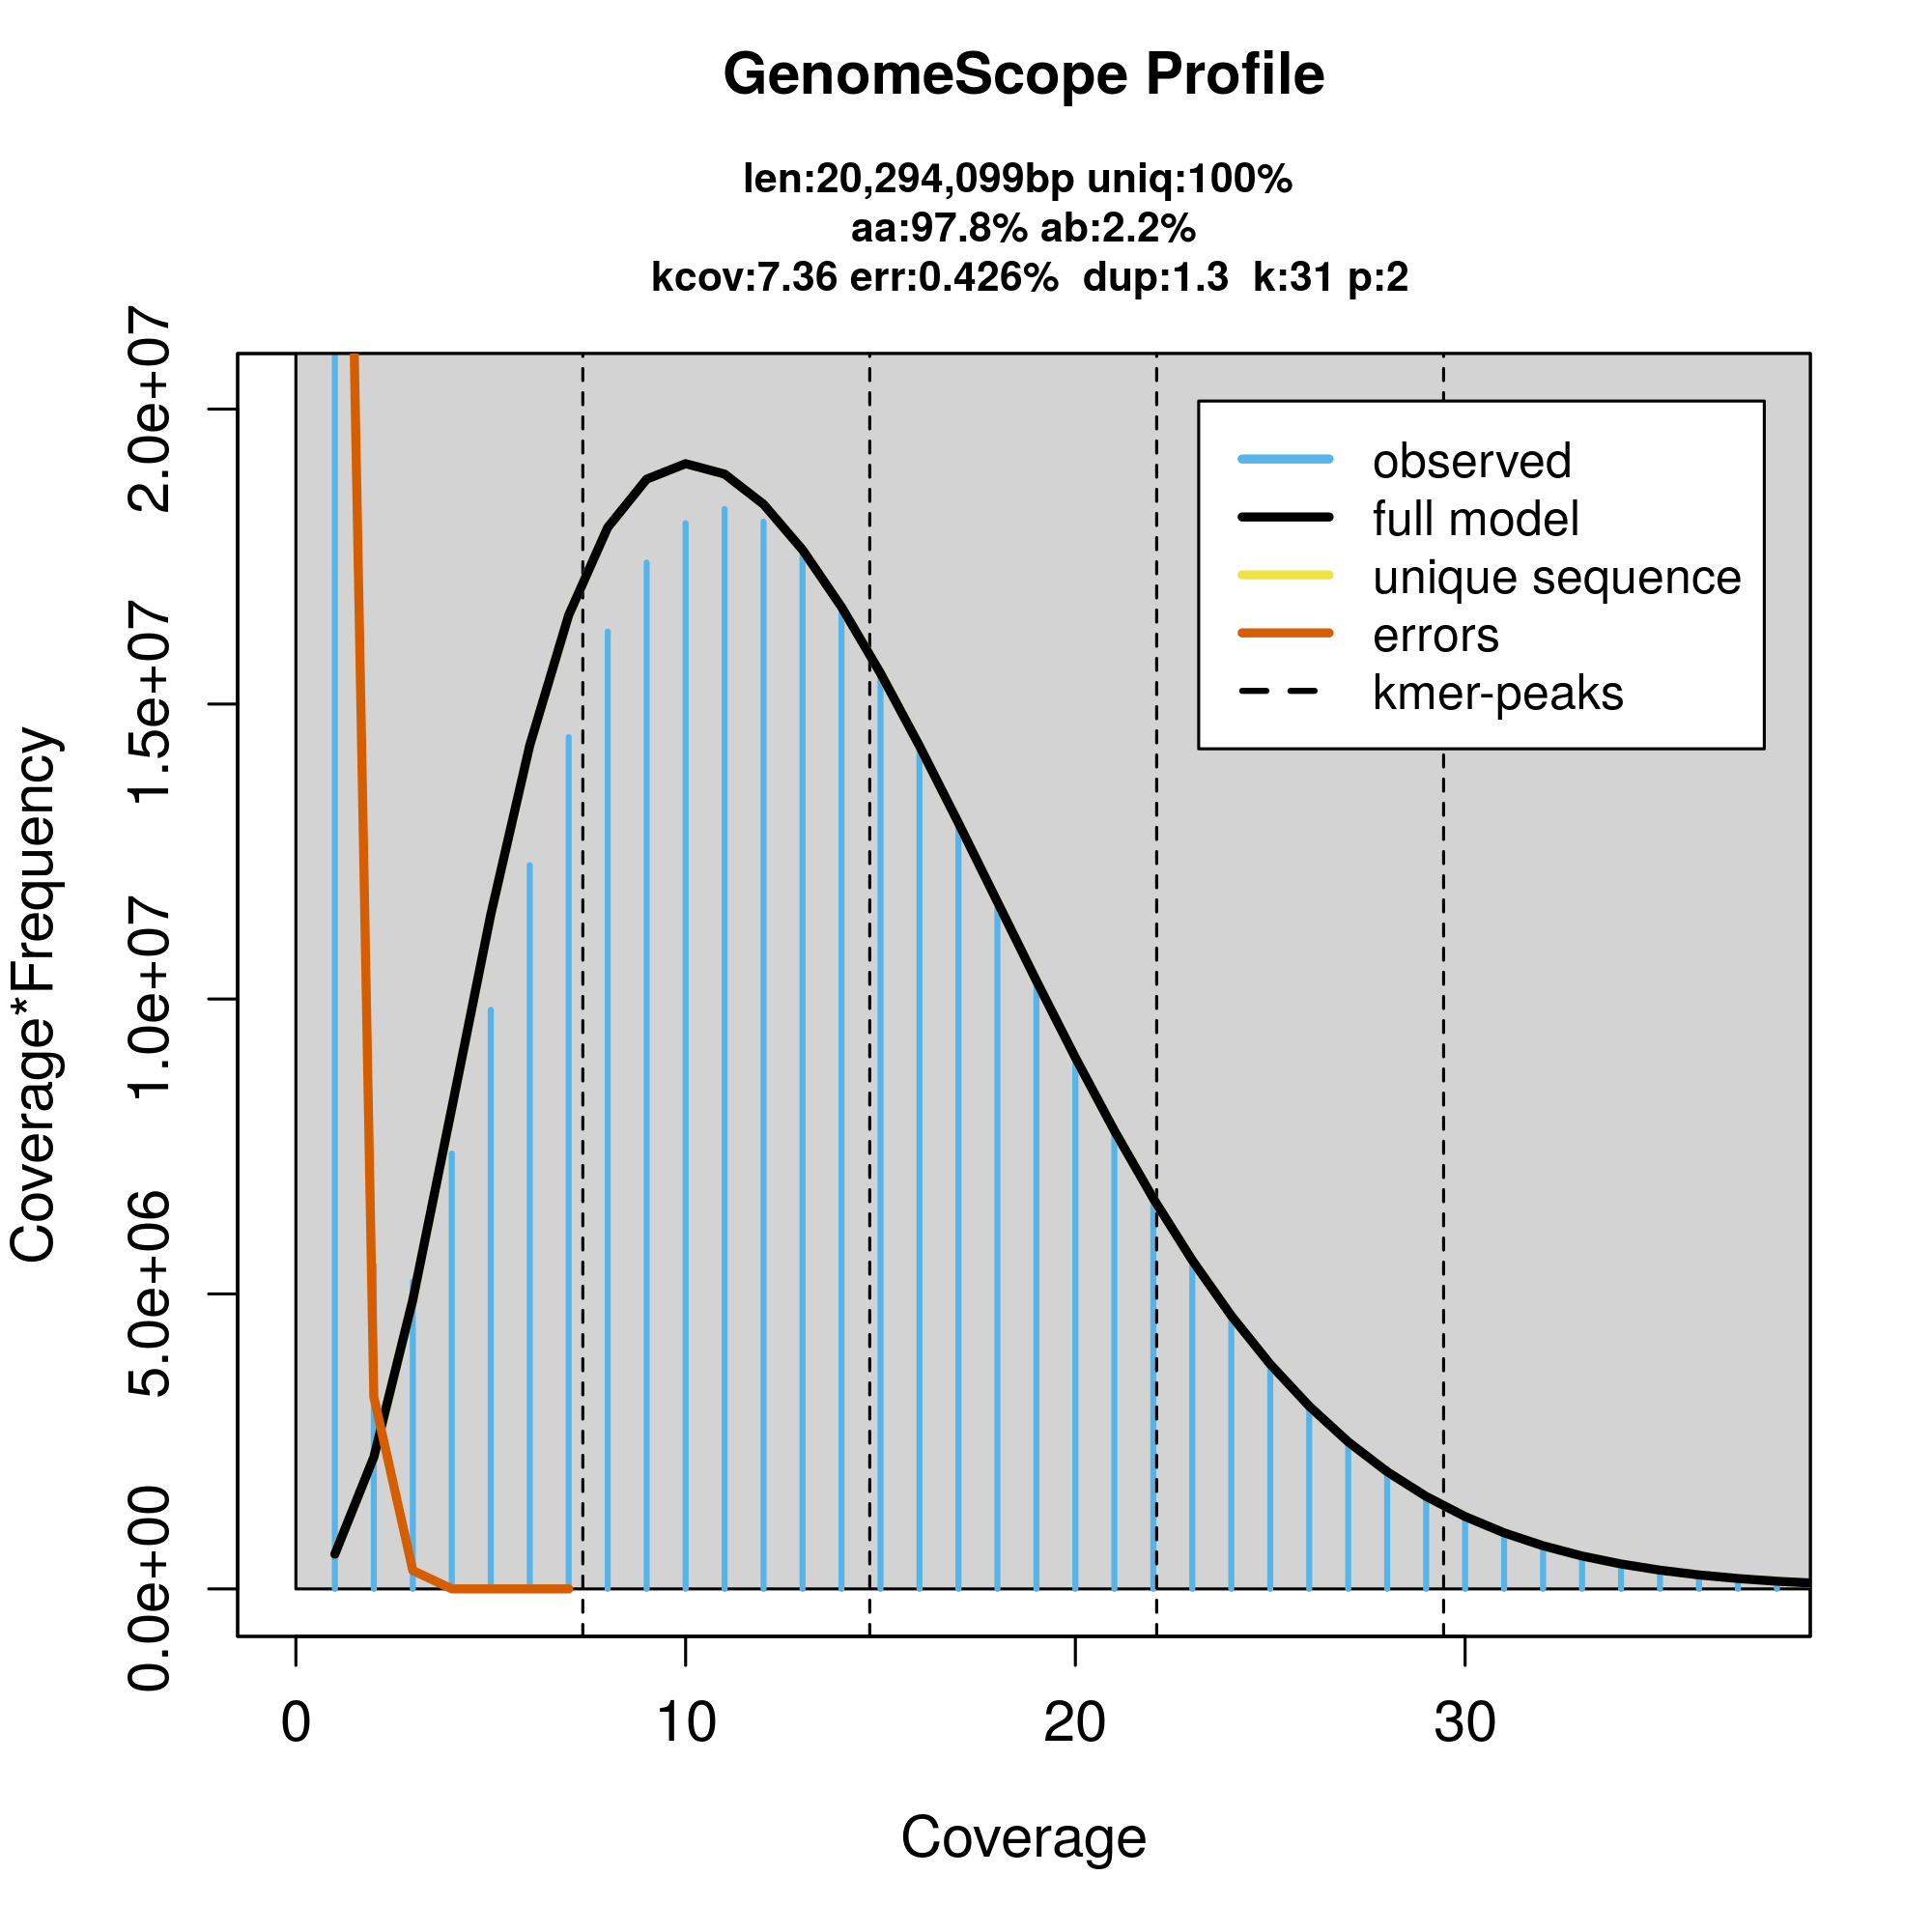 GenomeScope Profile
len:20,294,099bp uniq:100%
aa:97.8% ab:2.2%
kcov:7.36 err:0.426% dup:1.3 k:31 p:2
observed
full model
unique sequence
errors
kmer-peaks
Coverage*Frequency
2.0e+07
1.5e+07
1.0e+07
5.0e+06
0.0e+00
0 10 20 30
Coverage